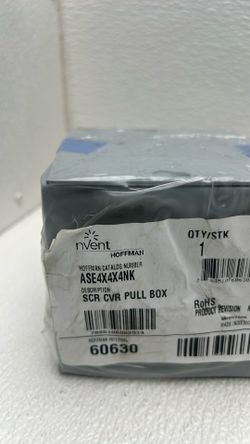 nvent
HOFFMAN
QTY/STK
1
HOFFMAN CATALOG NUMBER
ASE4X4X4NK
DESCRIPTION
SCR CVR PULL BOX
RoHS
PRODUCT REVISION
HOFFMAN INTERNAL
60630